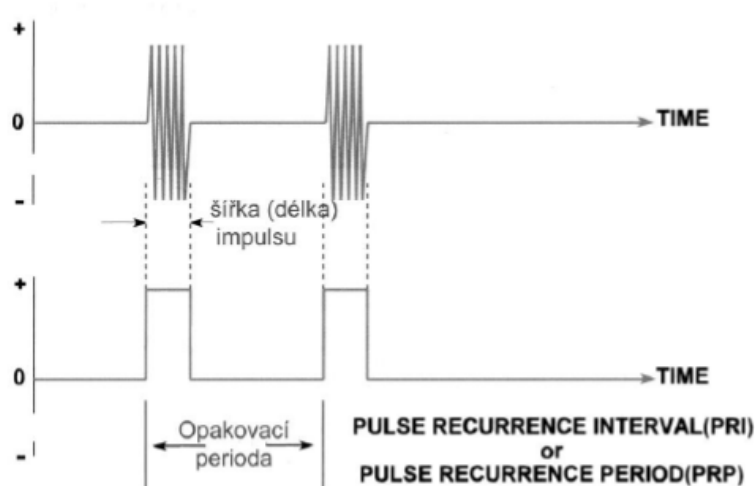 +
0
TIME
-
šířka (délka)
impulsu
+
0
TIME
-
Opakovací
perioda
PULSE RECURRENCE INTERVAL(PRI)
or
PULSE RECURRENCE PERIOD(PRP)